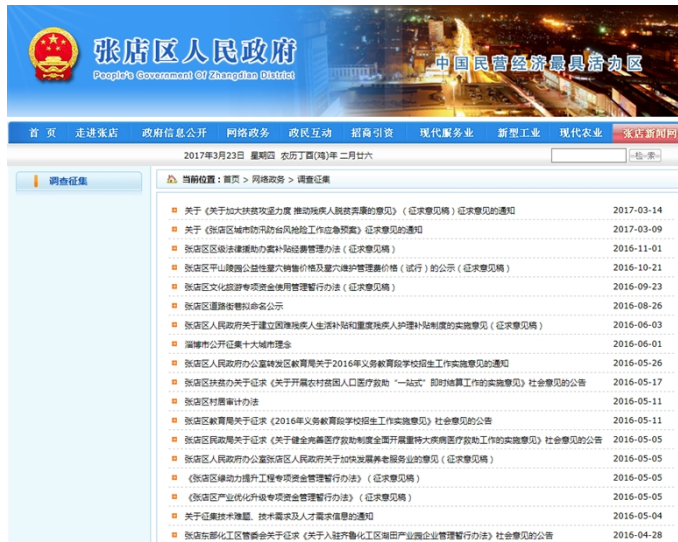 张店区人民政府
People's Government Of Zhangdian District
中国民营经济最具活力区
首 页 走进张店 政府信息公开 网络政务 政民互动 招商引资 现代服务业 新型工业 现代农业 张店新闻网
2017年3月23日 星期四 农历丁酉(鸡)年 二月廿六
检 索
调查征集
当前位置:首页 > 网络政务 > 调查征集
关于《关于加大扶贫攻坚力度 推动残疾人脱贫奔康的意见》(征求意见稿)征求意见的通知 2017-03-14
关于《张店区城市防汛防台风抢险工作应急预案》征求意见的通知 2017-03-09
张店区区级法律援助办案补贴经费管理办法(征求意见稿) 2016-11-01
张店区平山陵园公益性墓穴销售价格及墓穴维护管理费价格(试行)的公示(征求意见稿) 2016-10-21
张店区文化旅游专项资金使用管理暂行办法(征求意见稿) 2016-09-23
张店区道路街巷拟命名公示 2016-08-26
张店区人民政府关于建立困难残疾人生活补贴和重度残疾人护理补贴制度的实施意见(征求意见稿) 2016-06-03
淄博市公开征集十大城市理念 2016-06-01
张店区人民政府办公室转发区教育局关于2016年义务教育段学校招生工作实施意见的通知 2016-05-26
张店区扶贫办关于征求《关于开展农村贫困人口医疗救助“一站式”即时结算工作的实施意见》社会意见的公告 2016-05-17
张店区村居审计办法 2016-05-11
张店区教育局关于征求《2016年义务教育段学校招生工作实施意见》社会意见的公告 2016-05-11
张店区民政局关于征求《关于健全完善医疗救助制度全面开展重特大疾病医疗救助工作的实施意见》社会意见的公告 2016-05-05
张店区人民政府办公室张店区人民政府关于加快发展养老服务业的意见(征求意见稿) 2016-05-05
《张店区缘动力提升工程专项资金管理暂行办法》(征求意见稿) 2016-05-05
《张店区产业优化升级专项资金管理暂行办法》(征求意见稿) 2016-05-05
关于征集技术难题、技术需求及人才需求信息的通知 2016-05-04
张店东部化工区管委会关于征求《关于入驻齐鲁化工区湖田产业园企业管理暂行办法》社会意见的公告 2016-04-28